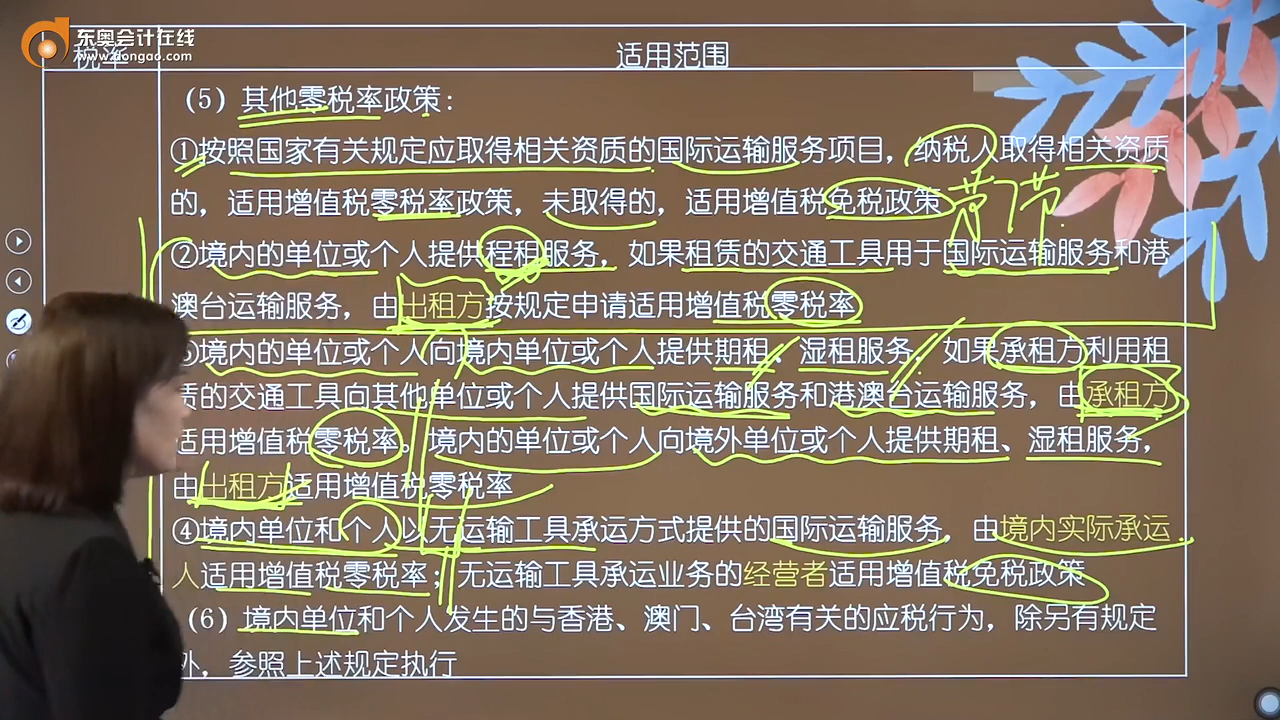 东奥会计在线
www.dongao.com
税率
适用范围
(5) 其他零税率政策:
①按照国家有关规定应取得相关资质的国际运输服务项目，纳税人取得相关资质
的，适用增值税零税率政策，未取得的，适用增值税免税政策
②境内的单位或个人提供程租服务，如果租赁的交通工具用于国际运输服务和港
澳台运输服务，由出租方按规定申请适用增值税零税率
境内的单位或个人向境内单位或个人提供期租、湿租服务，如果承租方利用租
赁的交通工具向其他单位或个人提供国际运输服务和港澳台运输服务，由承租方
适用增值税零税率。境内的单位或个人向境外单位或个人提供期租、湿租服务，
由出租方适用增值税零税率
④境内单位和个人以无运输工具承运方式提供的国际运输服务，由境内实际承运
人适用增值税零税率；无运输工具承运业务的经营者适用增值税免税政策
(6) 境内单位和个人发生的与香港、澳门、台湾有关的应税行为，除另有规定
外，参照上述规定执行